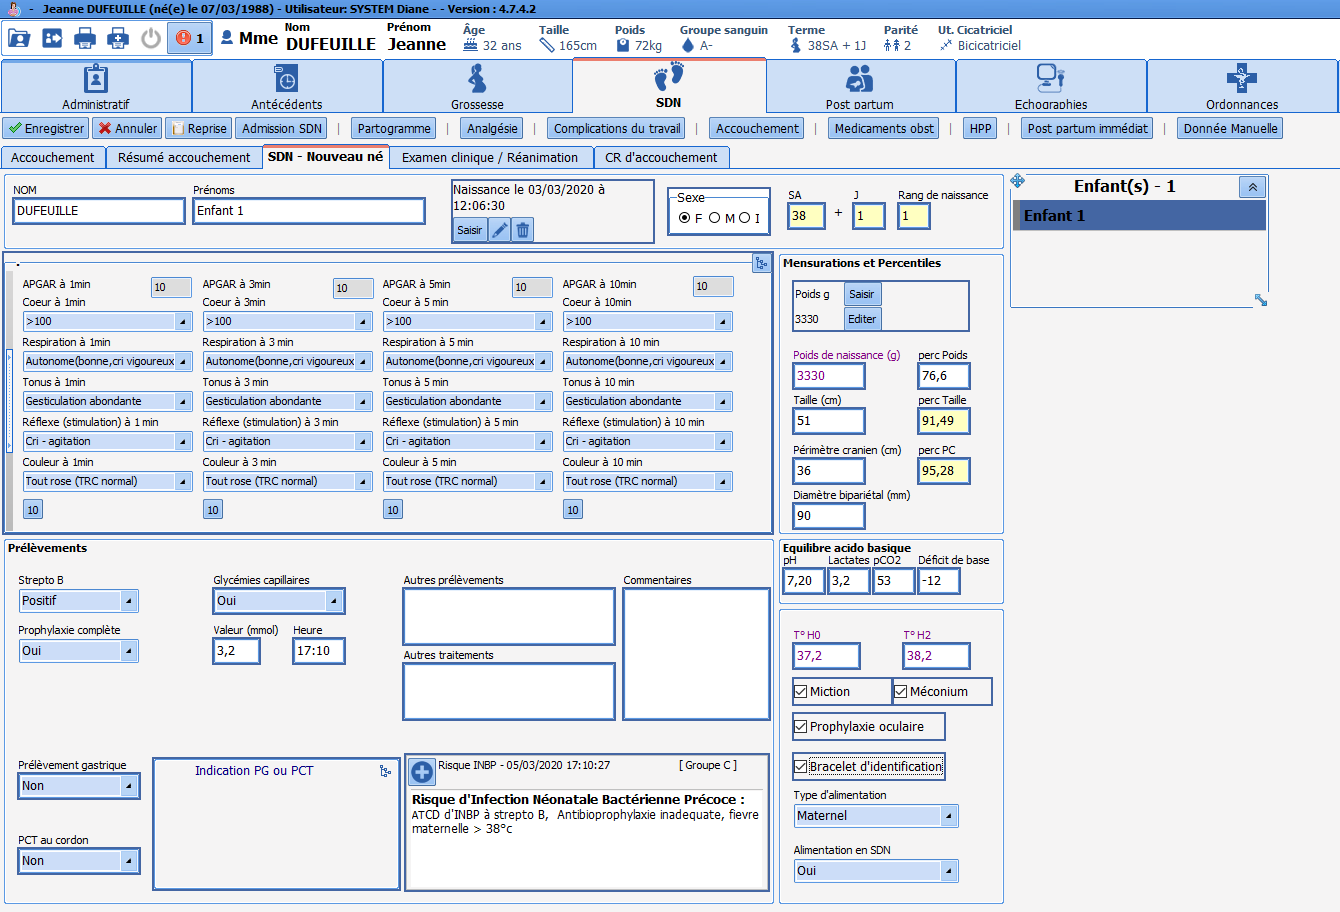 - Jeanne DUFEUILLE (né(e) le 07/03/1988) - Utilisateur: SYSTEM Diane - - Version : 4.7.4.2
1 Mme Nom DUFEUILLE Prénom Jeanne Âge 32 ans Taille 165cm Poids 72kg Groupe sanguin A- Terme 38SA + 1J Parité 2 Ut. Cicatriciel Bicicatriciel
Administratif Antécédents Grossesse SDN Post partum Echographies Ordonnances
Enregistrer Annuler Reprise Admission SDN | Partogramme | Analgésie | Complications du travail | Accouchement | Medicaments obst | HPP | Post partum immédiat | Donnée Manuelle
Accouchement Résumé accouchement SDN - Nouveau né Examen clinique / Réanimation CR d'accouchement
NOM Prénoms
DUFEUILLE Enfant 1
Naissance le 03/03/2020 à
12:06:30
Saisir
Sexe
F M I
SA J Rang de naissance
38 + 1 1
Enfant(s) - 1
Enfant 1
APGAR à 1min 10 APGAR à 3min 10 APGAR à 5min 10 APGAR à 10min 10
Coeur à 1min Coeur à 3min Coeur à 5 min Coeur à 10min
>100 >100 >100 >100
Respiration à 1min Respiration à 3 min Respiration à 5 min Respiration à 10 min
Autonome(bonne,cri vigoureux Autonome(bonne,cri vigoureux Autonome(bonne,cri vigoureux Autonome(bonne,cri vigoureux
Tonus à 1min Tonus à 3 min Tonus à 5 min Tonus à 10 min
Gesticulation abondante Gesticulation abondante Gesticulation abondante Gesticulation abondante
Réflexe (stimulation) à 1 min Réflexe (stimulation) à 3 min Réflexe (stimulation) à 5 min Réflexe (stimulation) à 10 min
Cri - agitation Cri - agitation Cri - agitation Cri - agitation
Couleur à 1min Couleur à 3 min Couleur à 5 min Couleur à 10 min
Tout rose (TRC normal) Tout rose (TRC normal) Tout rose (TRC normal) Tout rose (TRC normal)
10 10 10 10
Mensurations et Percentiles
Poids g Saisir
3330 Editer
Poids de naissance (g) perc Poids
3330 76,6
Taille (cm) perc Taille
51 91,49
Périmètre cranien (cm) perc PC
36 95,28
Diamètre bipariétal (mm)
90
Prélèvements
Strepto B Glycémies capillaires Autres prélèvements Commentaires
Positif Oui
Prophylaxie complète Valeur (mmol) Heure
Oui 3,2 17:10
Autres traitements
Prélèvement gastrique
Non
PCT au cordon
Non
Indication PG ou PCT
Risque INBP - 05/03/2020 17:10:27 [ Groupe C ]
Risque d'Infection Néonatale Bactérienne Précoce :
ATCD d'INBP à strepto B, Antibioprophylaxie inadequate, fievre
maternelle > 38°c
Equilibre acido basique
pH Lactates pCO2 Déficit de base
7,20 3,2 53 -12
T° H0 T° H2
37,2 38,2
Miction Méconium
Prophylaxie oculaire
Bracelet d'identification
Type d'alimentation
Maternel
Alimentation en SDN
Oui